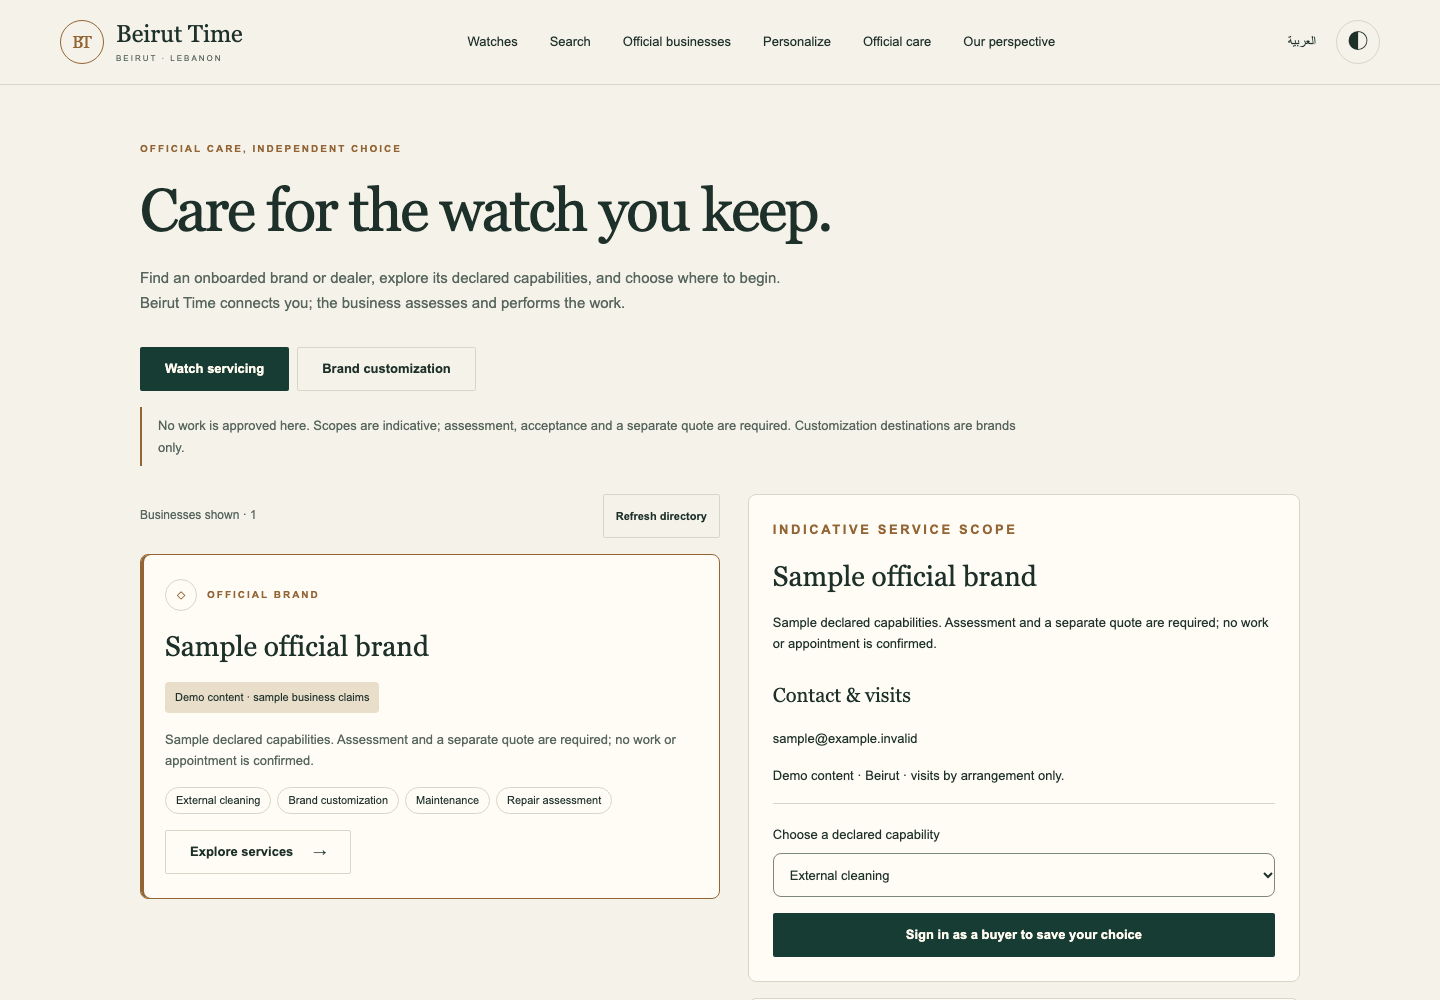 BT
Beirut Time
BEIRUT · LEBANON
Watches
Search
Official businesses
Personalize
Official care
Our perspective
العربية
OFFICIAL CARE, INDEPENDENT CHOICE
Care for the watch you keep.
Find an onboarded brand or dealer, explore its declared capabilities, and choose where to begin.
Beirut Time connects you; the business assesses and performs the work.
Watch servicing
Brand customization
No work is approved here. Scopes are indicative; assessment, acceptance and a separate quote are required. Customization destinations are brands
only.
Businesses shown · 1
Refresh directory
OFFICIAL BRAND
Sample official brand
Demo content · sample business claims
Sample declared capabilities. Assessment and a separate quote are required; no work or
appointment is confirmed.
External cleaning
Brand customization
Maintenance
Repair assessment
Explore services →
INDICATIVE SERVICE SCOPE
Sample official brand
Sample declared capabilities. Assessment and a separate quote are required; no work
or appointment is confirmed.
Contact & visits
sample@example.invalid
Demo content · Beirut · visits by arrangement only.
Choose a declared capability
External cleaning
Sign in as a buyer to save your choice